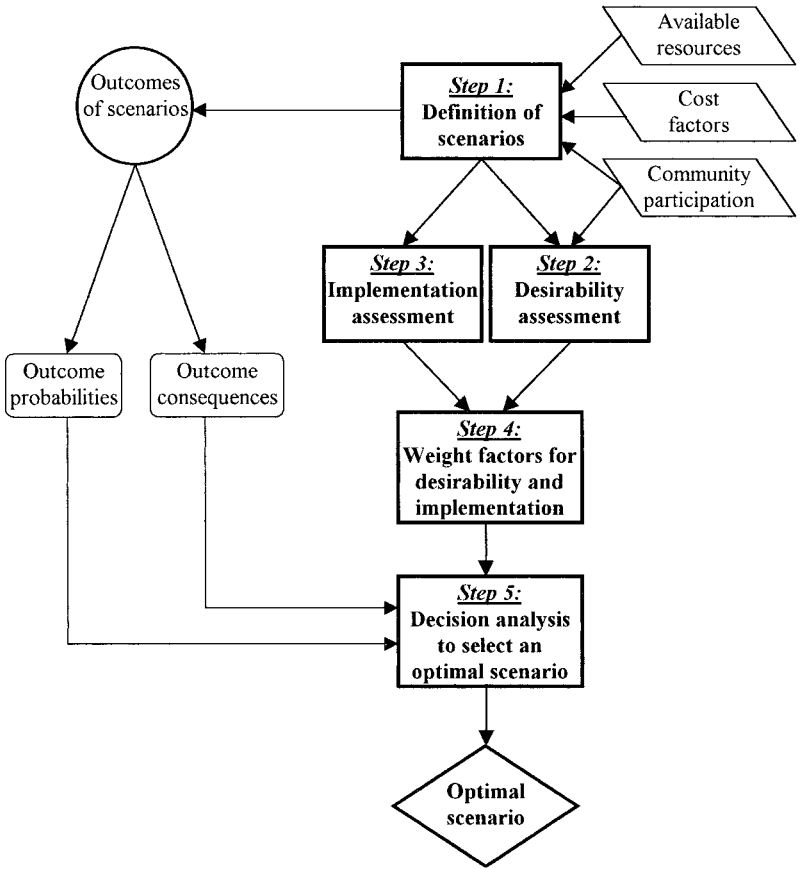 Available
resources
Outcomes
of scenarios
Step 1:
Definition of
scenarios
Cost
factors
Community
participation
Step 3:
Implementation
assessment
Step 2:
Desirability
assessment
Outcome
probabilities
Outcome
consequences
Step 4:
Weight factors for
desirability and
implementation
Step 5:
Decision analysis
to select an
optimal scenario
Optimal
scenario